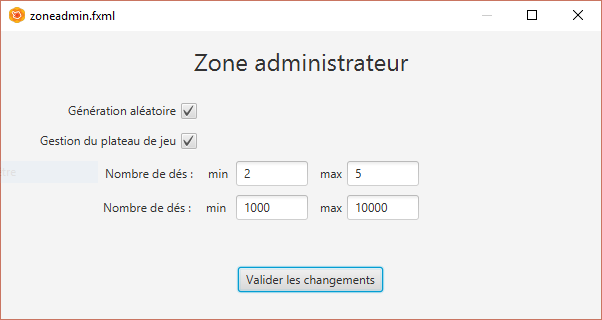 zoneadmin.fxml
Zone administrateur
Génération aléatoire
Gestion du plateau de jeu
Nombre de dés : min 2 max 5
Nombre de dés : min 1000 max 10000
Valider les changements